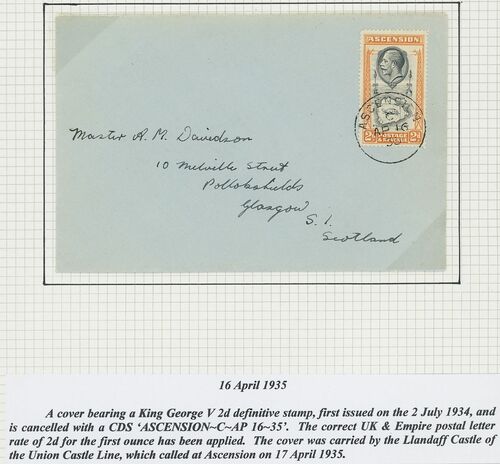 ASCENSION
2d POSTAGE & REVENUE 2d
ASCENSION
C
AP 16
35
Master A. M. Davidson
10 Melville Street
Pollokshields
Glasgow
S. 1.
Scotland
16 April 1935
A cover bearing a King George V 2d definitive stamp, first issued on the 2 July 1934, and
is cancelled with a CDS ‘ASCENSION~C~AP 16~35’. The correct UK & Empire postal letter
rate of 2d for the first ounce has been applied. The cover was carried by the Llandaff Castle of
the Union Castle Line, which called at Ascension on 17 April 1935.